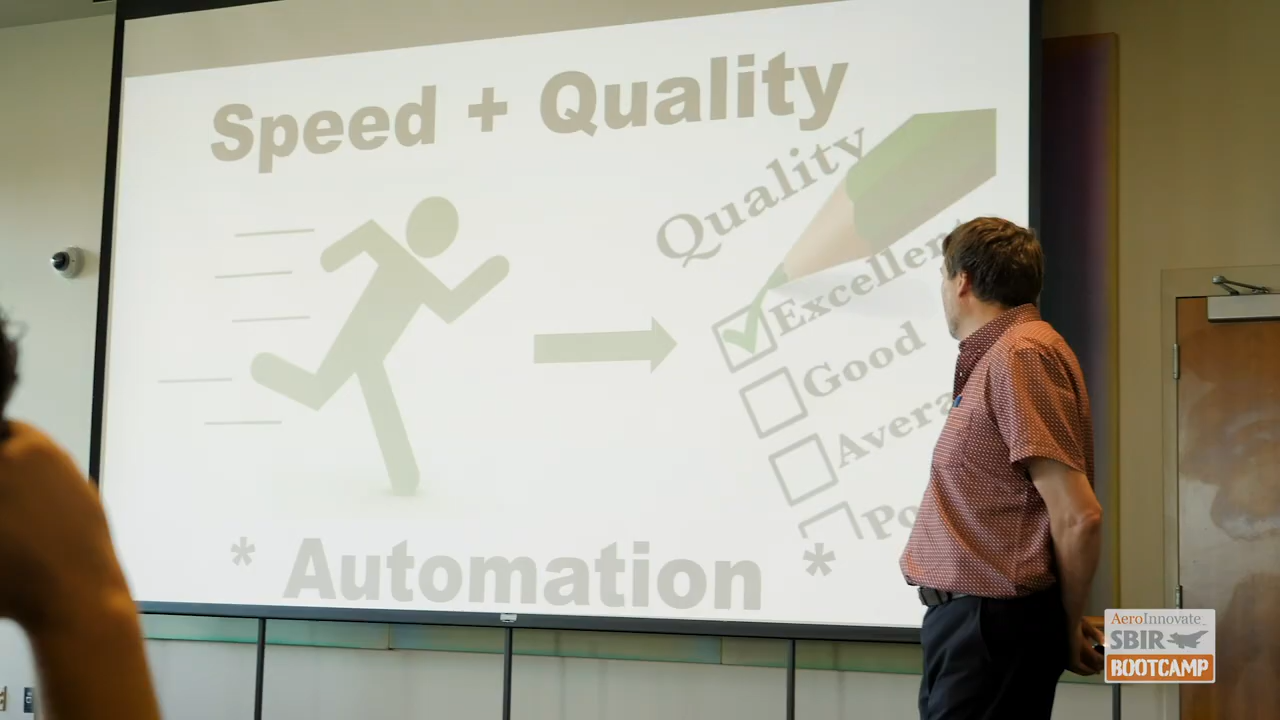 Speed + Quality
Quality
Excellent
Good
* Automation *
AeroInnovate
SBIR
BOOTCAMP